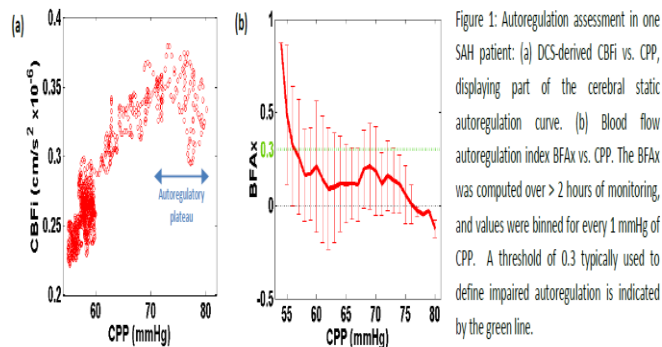 (a)
CBFi (cm/s² x10⁻⁶)
0.4
0.35
0.3
0.25
0.2
60
70
80
CPP (mmHg)
Autoregulatory
plateau
(b)
BFAx
1
0.5
0.3
0
-0.5
55
60
65
70
75
80
CPP (mmHg)
Figure 1: Autoregulation assessment in one
SAH patient: (a) DCS-derived CBFi vs. CPP,
displaying part of the cerebral static
autoregulation curve. (b) Blood flow
autoregulation index BFAx vs. CPP. The BFAx
was computed over > 2 hours of monitoring,
and values were binned for every 1 mmHg of
CPP. A threshold of 0.3 typically used to
define impaired autoregulation is indicated
by the green line.